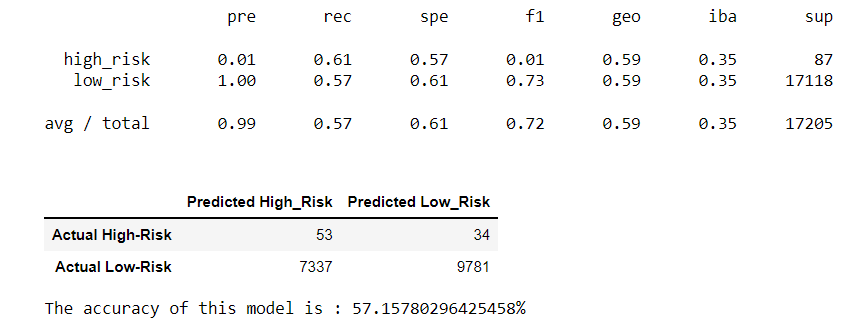 pre rec spe f1 geo iba sup
high_risk 0.01 0.61 0.57 0.01 0.59 0.35 87
low_risk 1.00 0.57 0.61 0.73 0.59 0.35 17118
avg / total 0.99 0.57 0.61 0.72 0.59 0.35 17205
Predicted High_Risk Predicted Low_Risk
Actual High-Risk 53 34
Actual Low-Risk 7337 9781
The accuracy of this model is : 57.15780296425458%